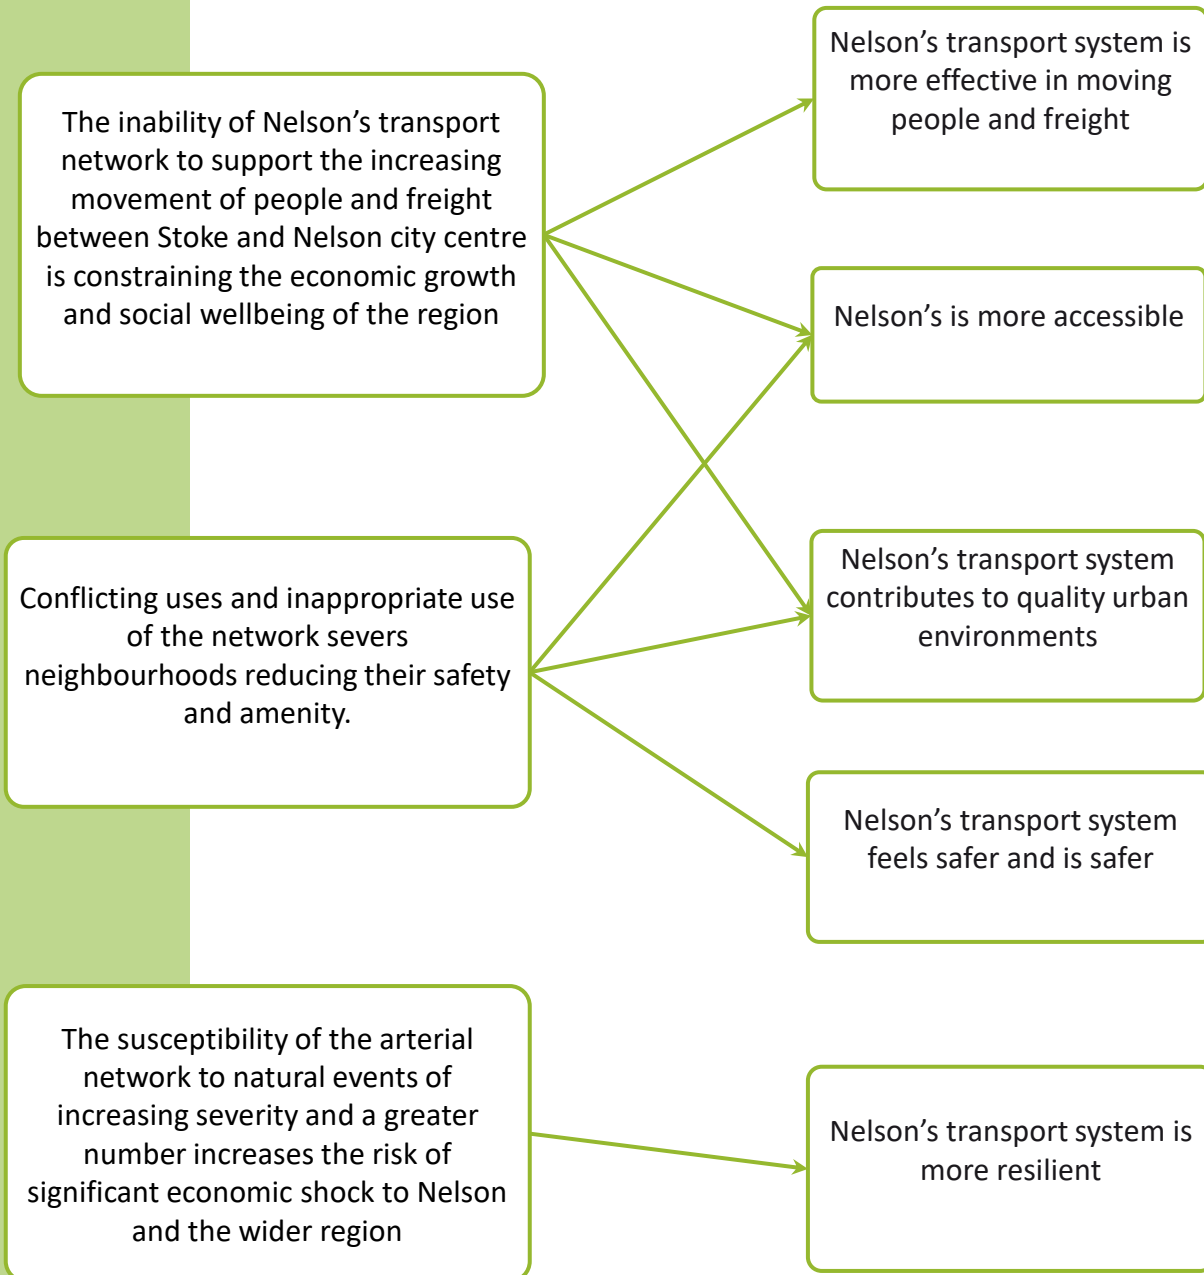 The inability of Nelson’s transport
network to support the increasing
movement of people and freight
between Stoke and Nelson city centre
is constraining the economic growth
and social wellbeing of the region
Conflicting uses and inappropriate use
of the network severs
neighbourhoods reducing their safety
and amenity.
The susceptibility of the arterial
network to natural events of
increasing severity and a greater
number increases the risk of
significant economic shock to Nelson
and the wider region
Nelson’s transport system is
more effective in moving
people and freight
Nelson’s is more accessible
Nelson’s transport system
contributes to quality urban
environments
Nelson’s transport system
feels safer and is safer
Nelson’s transport system is
more resilient